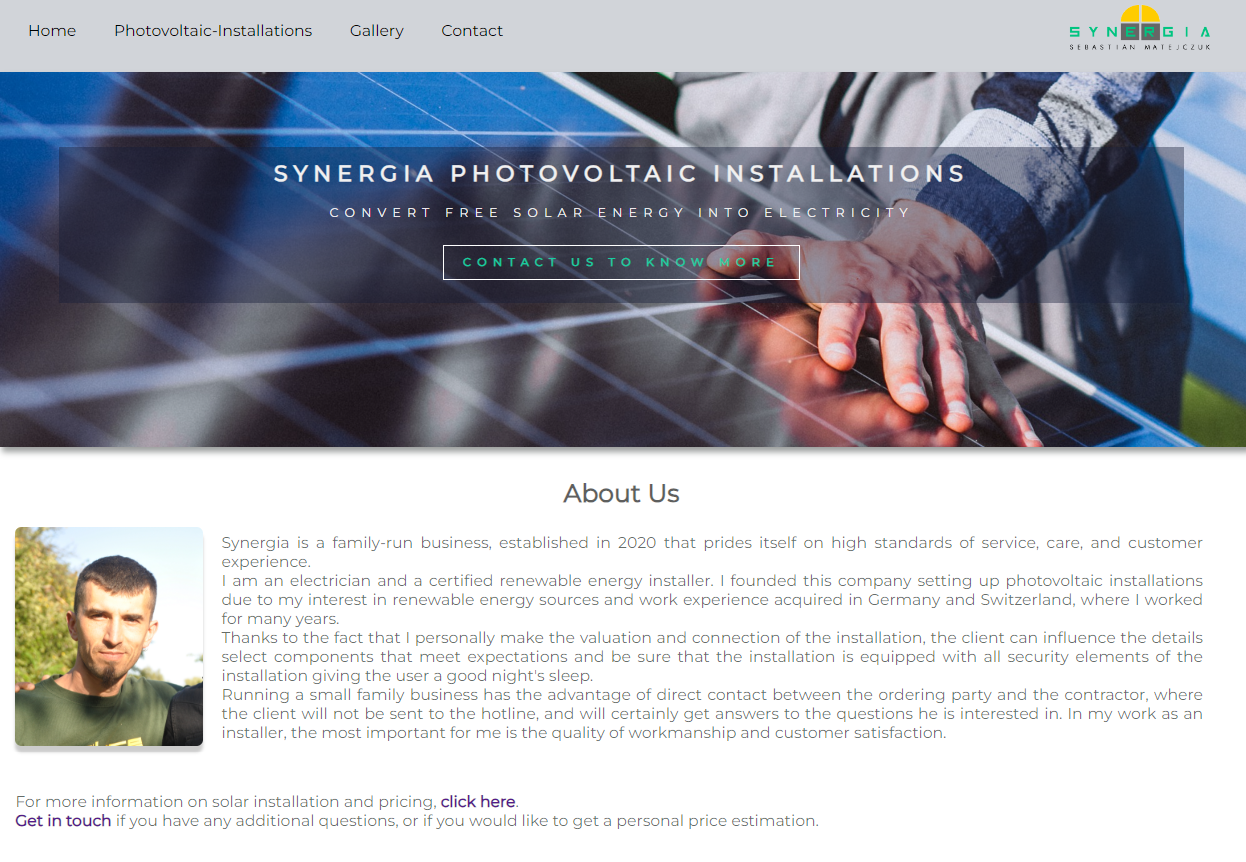 Home Photovoltaic-Installations Gallery Contact
SYNERGIA
SEBASTIAN MATEJCZUK
SYNERGIA PHOTOVOLTAIC INSTALLATIONS
CONVERT FREE SOLAR ENERGY INTO ELECTRICITY
CONTACT US TO KNOW MORE
About Us
Synergia is a family-run business, established in 2020 that prides itself on high standards of service, care, and customer
experience.
I am an electrician and a certified renewable energy installer. I founded this company setting up photovoltaic installations
due to my interest in renewable energy sources and work experience acquired in Germany and Switzerland, where I worked
for many years.
Thanks to the fact that I personally make the valuation and connection of the installation, the client can influence the details
select components that meet expectations and be sure that the installation is equipped with all security elements of the
installation giving the user a good night's sleep.
Running a small family business has the advantage of direct contact between the ordering party and the contractor, where
the client will not be sent to the hotline, and will certainly get answers to the questions he is interested in. In my work as an
installer, the most important for me is the quality of workmanship and customer satisfaction.
For more information on solar installation and pricing, click here.
Get in touch if you have any additional questions, or if you would like to get a personal price estimation.